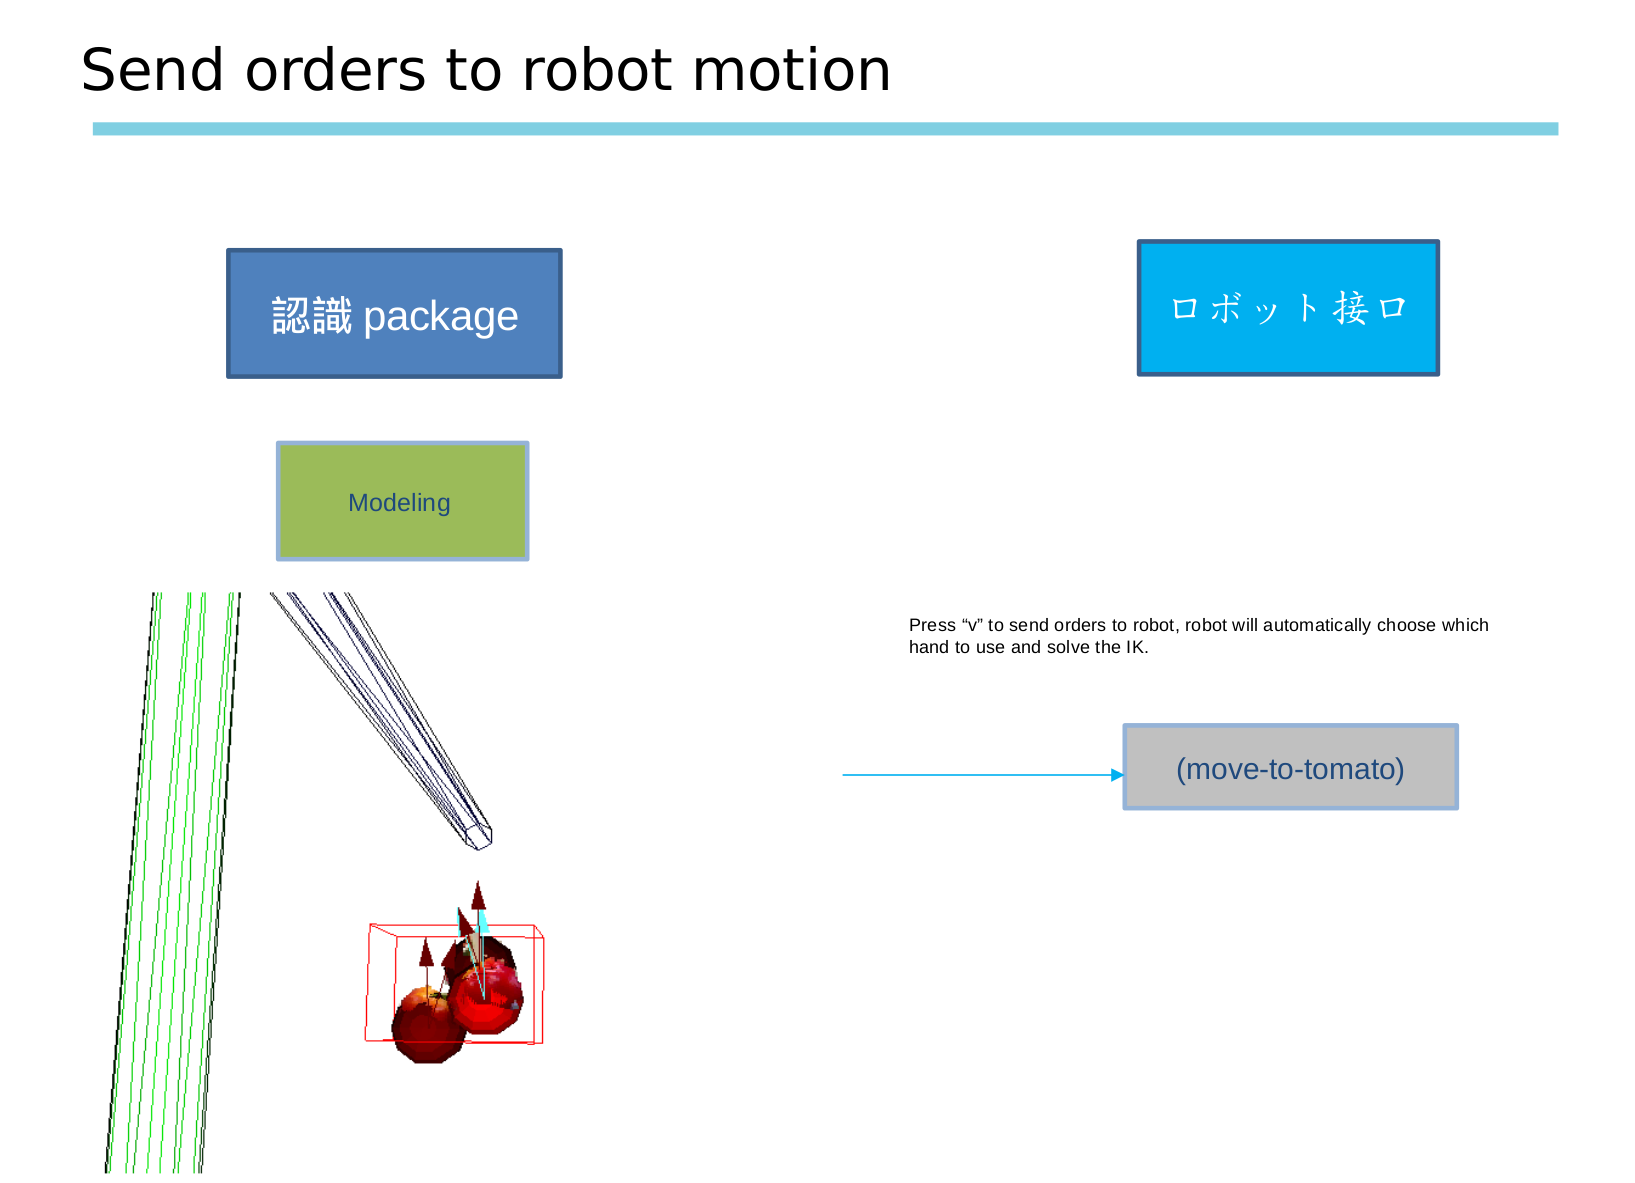 Send orders to robot motion
認識 package
ロボット接口
Modeling
Press “v” to send orders to robot, robot will automatically choose which
hand to use and solve the IK.
(move-to-tomato)